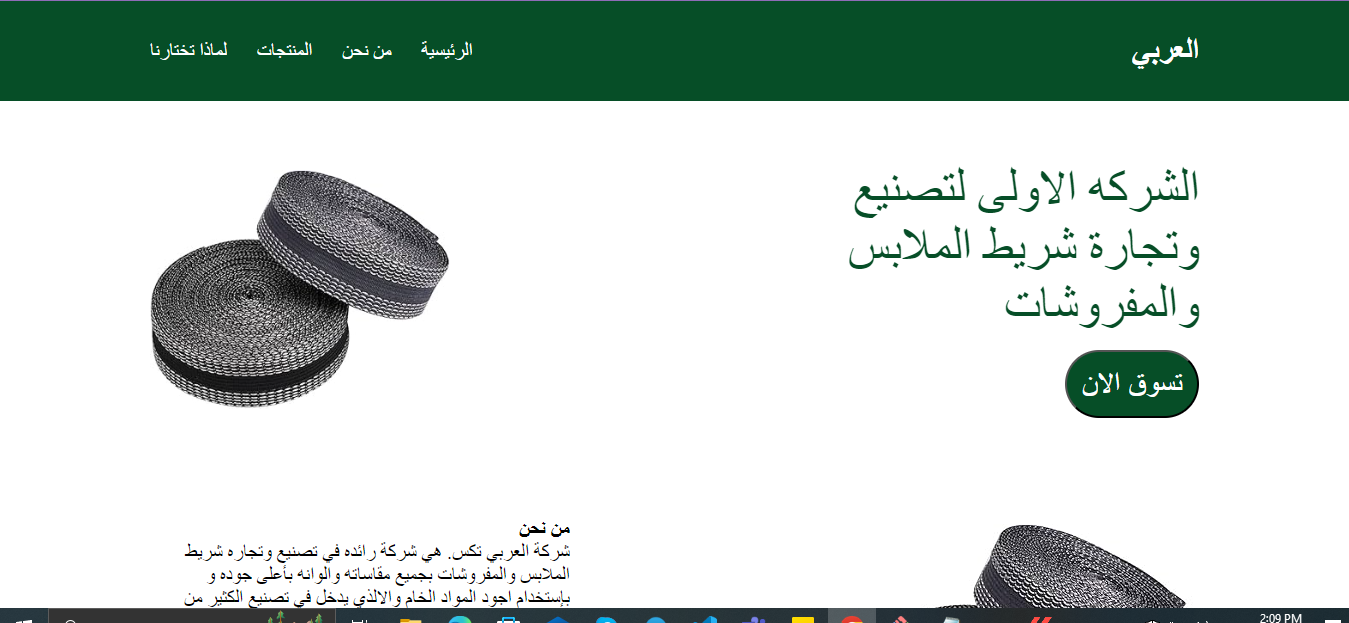 العربي
الرئيسية من نحن المنتجات لماذا تختارنا
الشركه الاولى لتصنيع
وتجارة شريط الملابس
والمفروشات
تسوق الان
من نحن
شركة العربي تكس. هي شركة رائده في تصنيع وتجاره شريط
الملابس والمفروشات بجميع مقاساته والوانه بأعلى جوده و
بإستخدام اجود المواد الخام والالذي يدخل في تصنيع الكثير من
2:09 PM